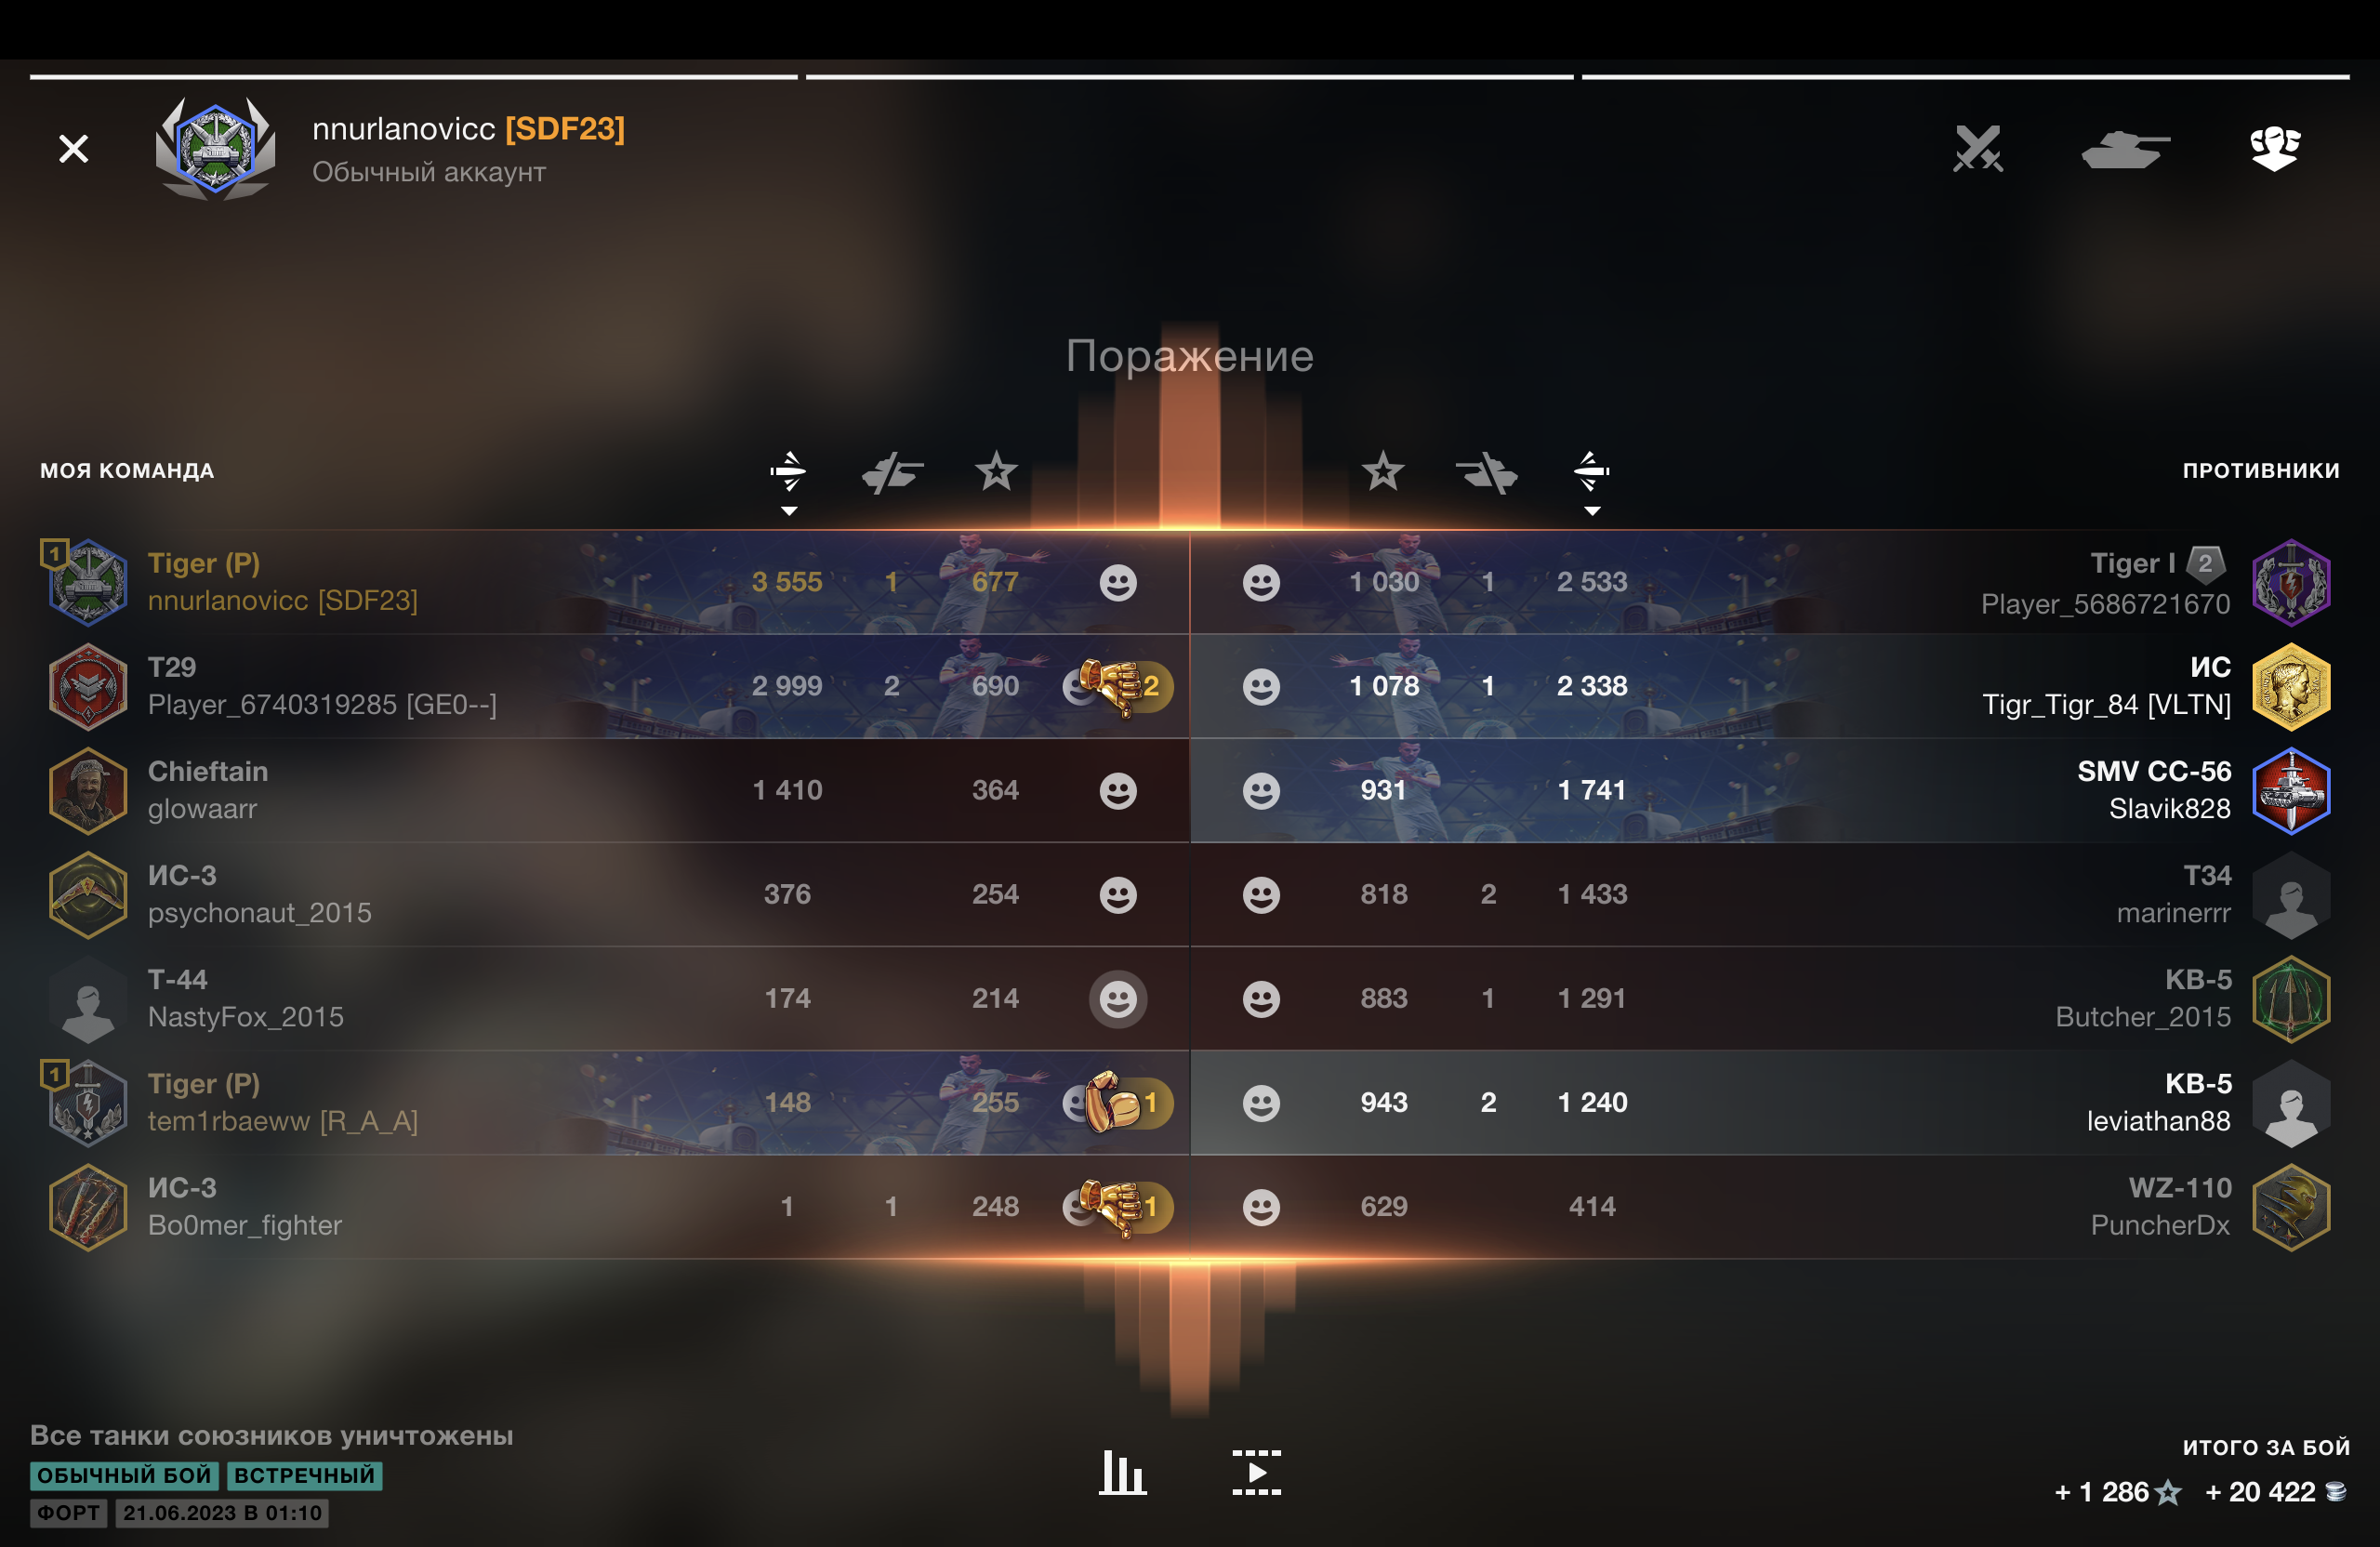 nnurlanovicc [SDF23]
Обычный аккаунт
Поражение
МОЯ КОМАНДА
ПРОТИВНИКИ
1 Tiger (P) 3 555 1 677
nnurlanovicc [SDF23]
1 030 1 2 533 Tiger I 2
Player_5686721670
T29 2 999 2 690 2
Player_6740319285 [GE0--]
1 078 1 2 338 ИС
Tigr_Tigr_84 [VLTN]
Chieftain 1 410 364
glowaarr
931 1 741 SMV CC-56
Slavik828
ИС-3 376 254
psychonaut_2015
818 2 1 433 T34
marinerrr
Т-44 174 214
NastyFox_2015
883 1 1 291 КВ-5
Butcher_2015
1 Tiger (P) 148 255 1
tem1rbaeww [R_A_A]
943 2 1 240 КВ-5
leviathan88
ИС-3 1 1 248 1
Bo0mer_fighter
629 414 WZ-110
PuncherDx
Все танки союзников уничтожены
ОБЫЧНЫЙ БОЙ ВСТРЕЧНЫЙ
ФОРТ 21.06.2023 В 01:10
ИТОГО ЗА БОЙ
+ 1 286 + 20 422